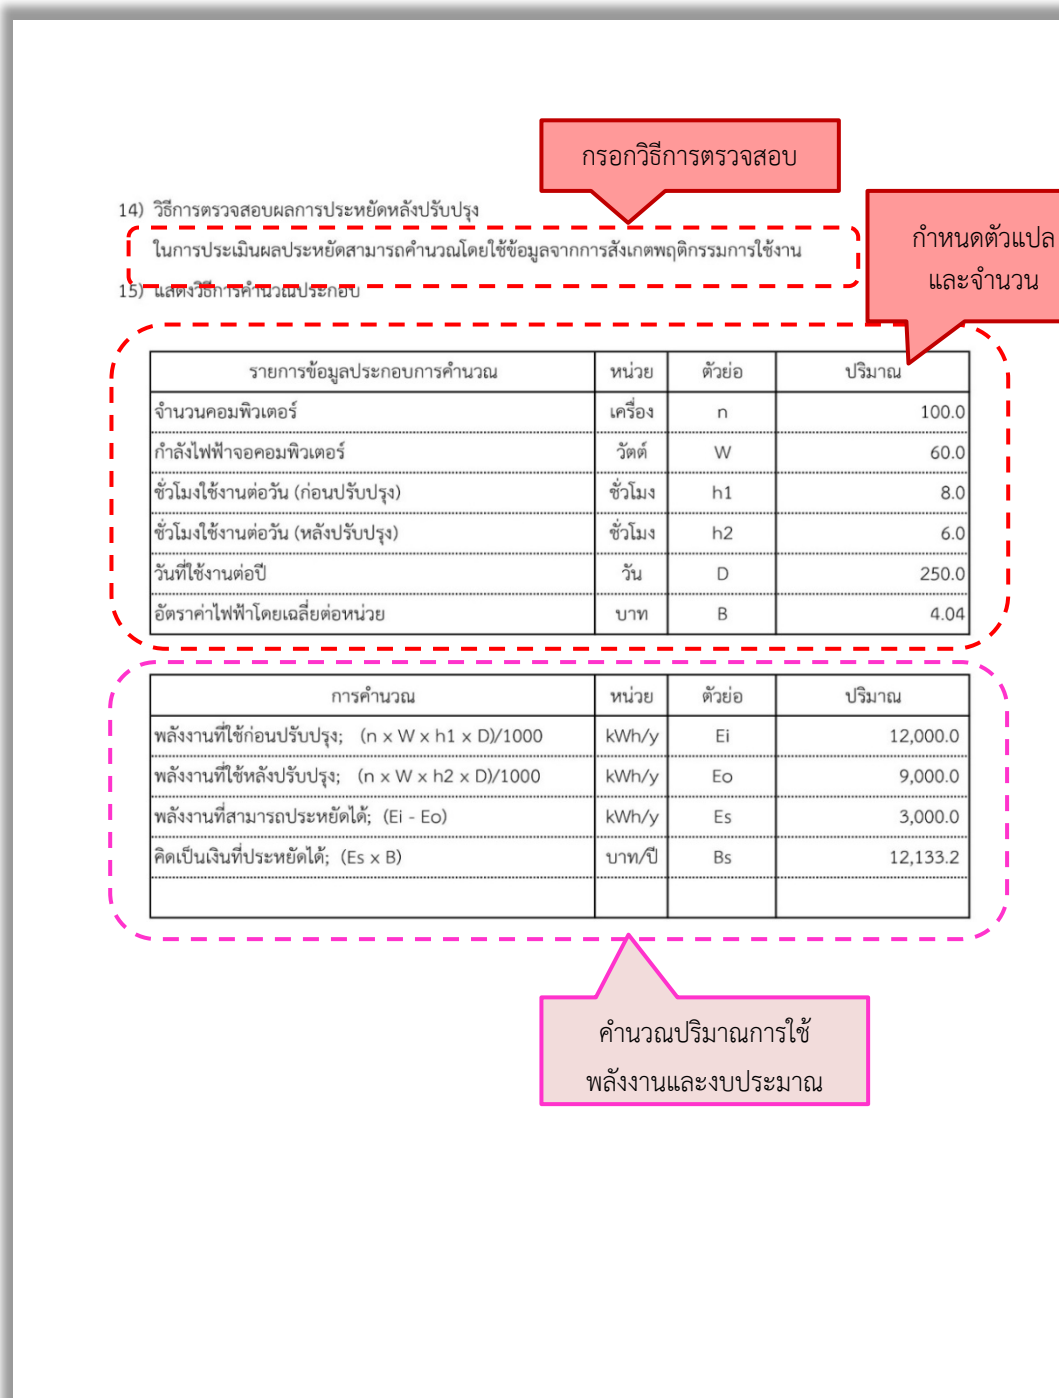 กรอกวิธีการตรวจสอบ
14) วิธีการตรวจสอบผลการประหยัดหลังปรับปรุง
ในการประเมินผลประหยัดสามารถคำนวณโดยใช้ข้อมูลจากการสังเกตพฤติกรรมการใช้งาน
กำหนดตัวแปล
และจำนวน
15) แสดงวิธีการคำนวณประกอบ
รายการข้อมูลประกอบการคำนวณ หน่วย ตัวย่อ ปริมาณ
จำนวนคอมพิวเตอร์ เครื่อง n 100.0
กำลังไฟฟ้าจอคอมพิวเตอร์ วัตต์ W 60.0
ชั่วโมงใช้งานต่อวัน (ก่อนปรับปรุง) ชั่วโมง h1 8.0
ชั่วโมงใช้งานต่อวัน (หลังปรับปรุง) ชั่วโมง h2 6.0
วันที่ใช้งานต่อปี วัน D 250.0
อัตราค่าไฟฟ้าโดยเฉลี่ยต่อหน่วย บาท B 4.04
การคำนวณ หน่วย ตัวย่อ ปริมาณ
พลังงานที่ใช้ก่อนปรับปรุง; (n x W x h1 x D)/1000 kWh/y Ei 12,000.0
พลังงานที่ใช้หลังปรับปรุง; (n x W x h2 x D)/1000 kWh/y Eo 9,000.0
พลังงานที่สามารถประหยัดได้; (Ei - Eo) kWh/y Es 3,000.0
คิดเป็นเงินที่ประหยัดได้; (Es x B) บาท/ปี Bs 12,133.2
คำนวณปริมาณการใช้
พลังงานและงบประมาณ